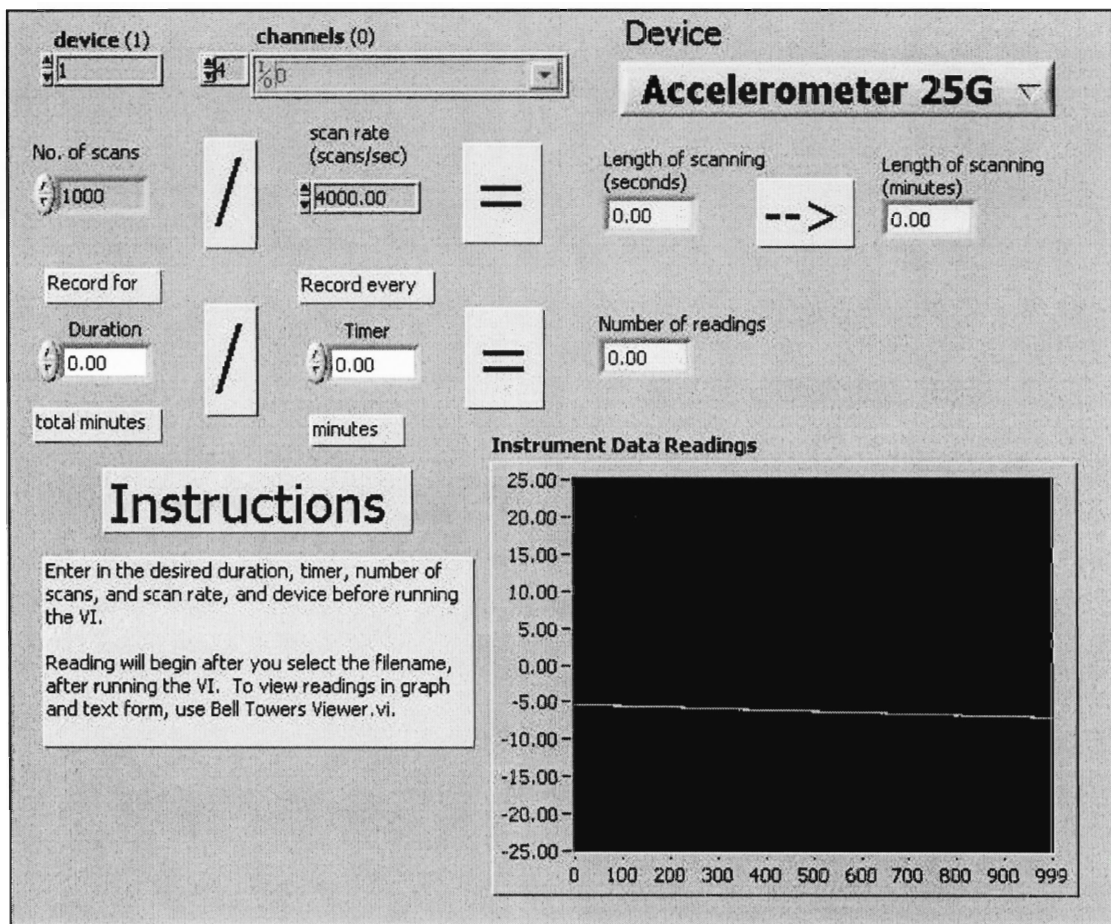 device (1)
channels (0)
Device
1
4
0
Accelerometer 25G
No. of scans
scan rate
(scans/sec)
Length of scanning
(seconds)
Length of scanning
(minutes)
1000
/
4000.00
=
0.00
-->
0.00
Record for
Record every
Duration
Timer
Number of readings
0.00
/
0.00
=
0.00
total minutes
minutes
Instrument Data Readings
Instructions
Enter in the desired duration, timer, number of
scans, and scan rate, and device before running
the VI.
Reading will begin after you select the filename,
after running the VI. To view readings in graph
and text form, use Bell Towers Viewer.vi.
25.00
20.00
15.00
10.00
5.00
0.00
-5.00
-10.00
-15.00
-20.00
-25.00
0 100 200 300 400 500 600 700 800 900 999